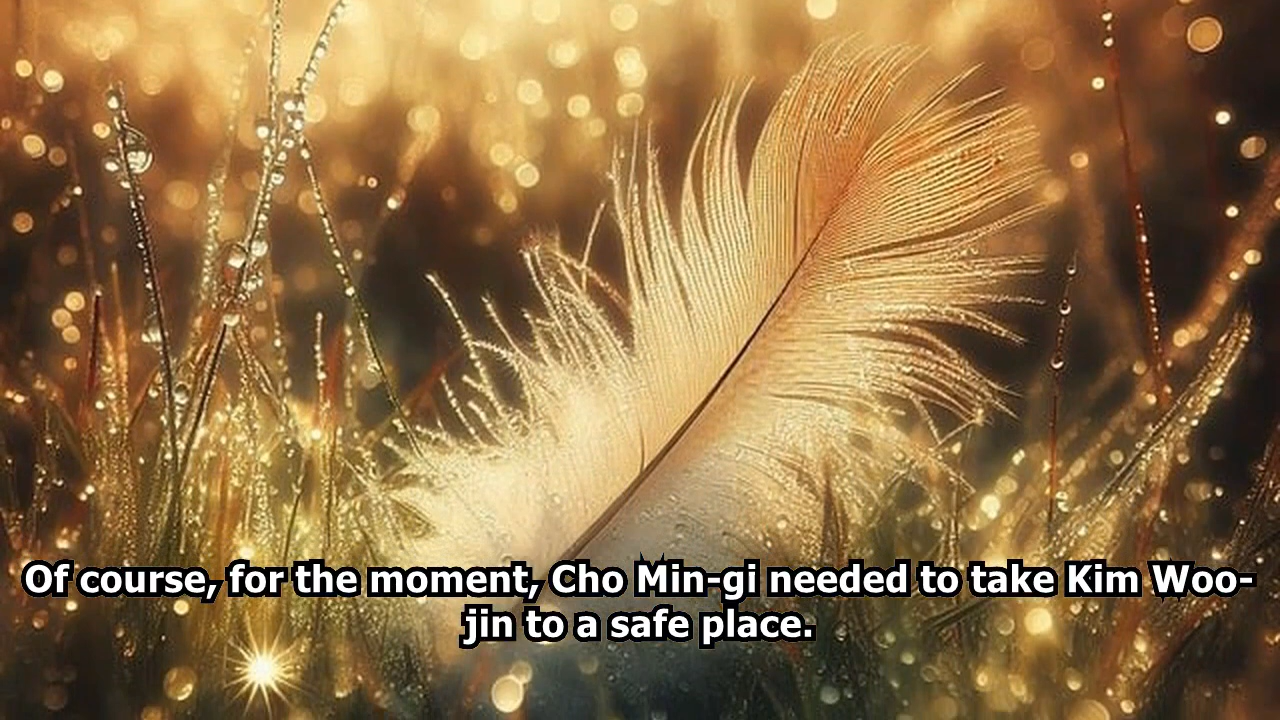 Of course, for the moment, Cho Min-gi needed to take Kim Woo-
jin to a safe place.